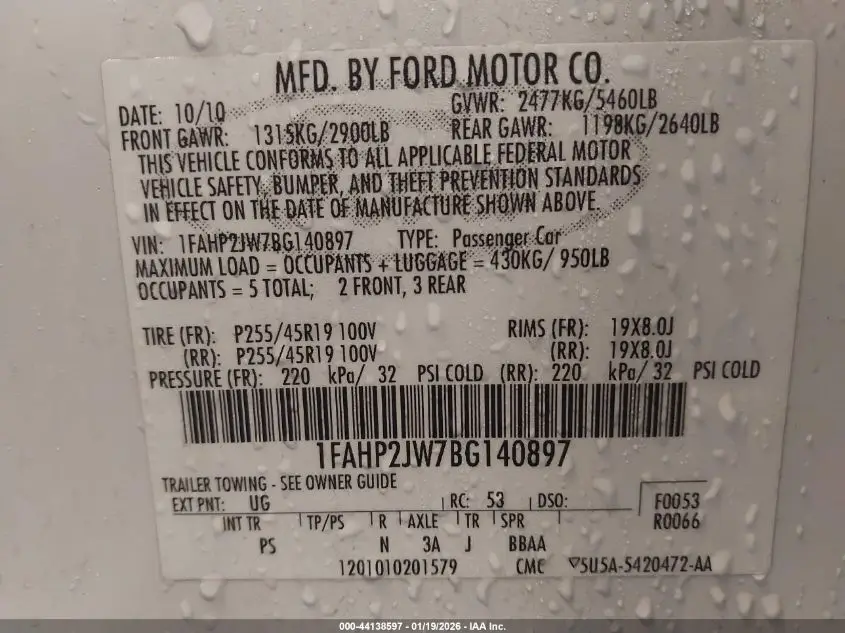 MFD. BY FORD MOTOR CO.
DATE: 10/10 GVWR: 2477KG/5460LB
FRONT GAWR: 1315KG/2900LB REAR GAWR: 1198KG/2640LB
THIS VEHICLE CONFORMS TO ALL APPLICABLE FEDERAL MOTOR
VEHICLE SAFETY, BUMPER, AND THEFT PREVENTION STANDARDS
IN EFFECT ON THE DATE OF MANUFACTURE SHOWN ABOVE.
VIN: 1FAHP2JW7BG140897 TYPE: Passenger Car
MAXIMUM LOAD = OCCUPANTS + LUGGAGE = 430KG/ 950LB
OCCUPANTS = 5 TOTAL; 2 FRONT, 3 REAR
TIRE (FR): P255/45R19 100V RIMS (FR): 19X8.0J
(RR): P255/45R19 100V (RR): 19X8.0J
PRESSURE (FR): 220 kPa/ 32 PSI COLD (RR): 220 kPa/ 32 PSI COLD
1FAHP2JW7BG140897
TRAILER TOWING - SEE OWNER GUIDE
EXT PNT: UG RC: 53 DSO: F0053
INT TR TP/PS R AXLE TR SPR R0066
PS N 3A J BBAA
1201010201579 CMC ▽5U5A-5420472-AA
000-44138597 - 01/19/2026 - IAA Inc.